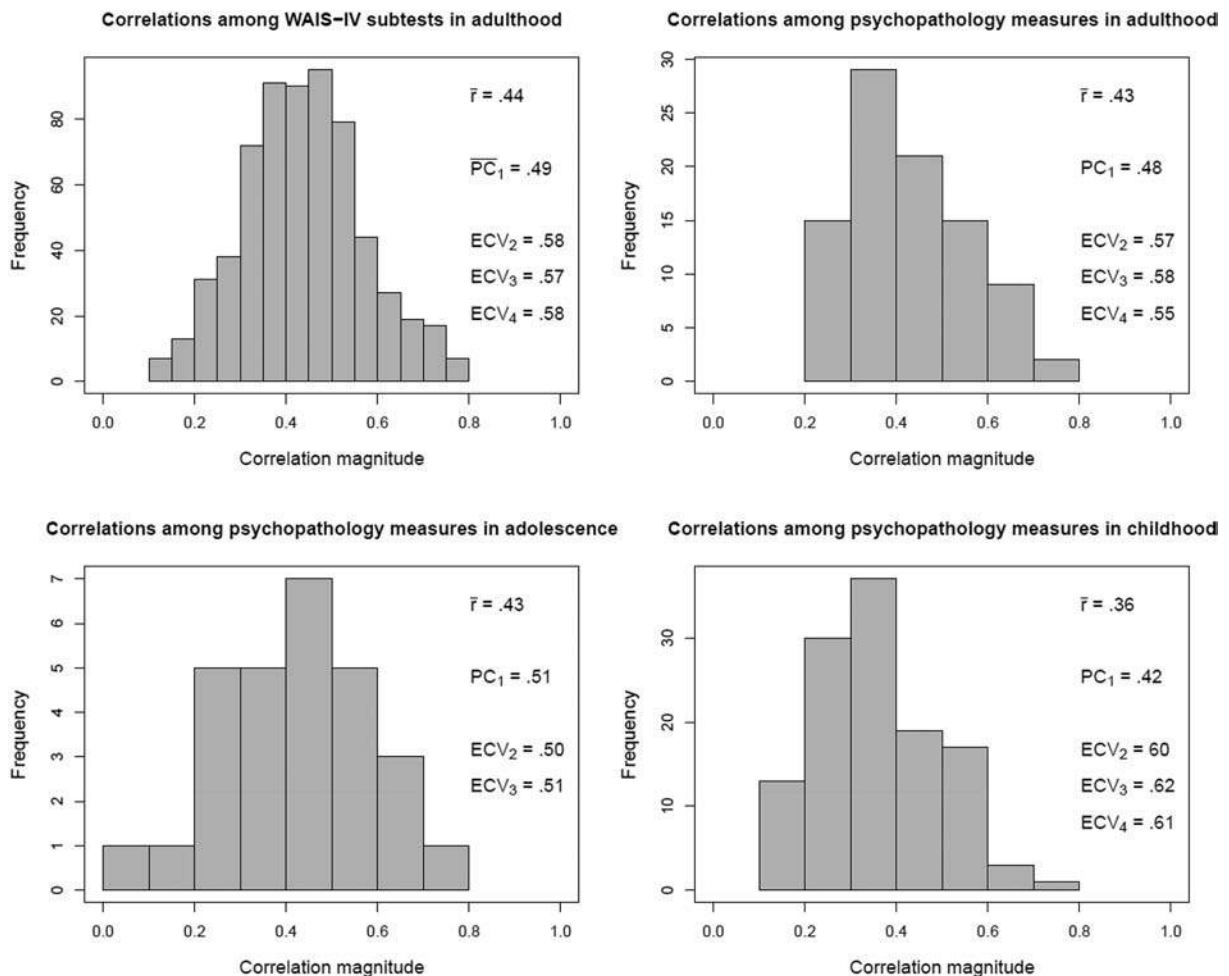 Correlations among WAIS−IV subtests in adulthood
r̄ = .44
P̅C̅₁ = .49
ECV₂ = .58
ECV₃ = .57
ECV₄ = .58
Frequency
0 20 40 60 80
0.0 0.2 0.4 0.6 0.8 1.0
Correlation magnitude
Correlations among psychopathology measures in adulthood
r̄ = .43
PC₁ = .48
ECV₂ = .57
ECV₃ = .58
ECV₄ = .55
Frequency
0 5 10 15 20 25 30
0.0 0.2 0.4 0.6 0.8 1.0
Correlation magnitude
Correlations among psychopathology measures in adolescence
r̄ = .43
PC₁ = .51
ECV₂ = .50
ECV₃ = .51
Frequency
0 1 2 3 4 5 6 7
0.0 0.2 0.4 0.6 0.8 1.0
Correlation magnitude
Correlations among psychopathology measures in childhood
r̄ = .36
PC₁ = .42
ECV₂ = 60
ECV₃ = .62
ECV₄ = .61
Frequency
0 10 20 30
0.0 0.2 0.4 0.6 0.8 1.0
Correlation magnitude